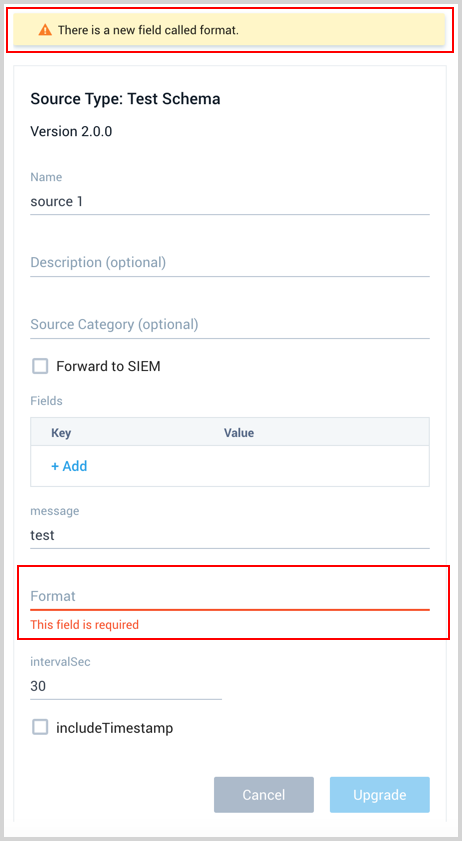 There is a new field called format.
Source Type: Test Schema
Version 2.0.0
Name
source 1
Description (optional)
Source Category (optional)
Forward to SIEM
Fields
Key Value
+ Add
message
test
Format
This field is required
intervalSec
30
includeTimestamp
Cancel Upgrade